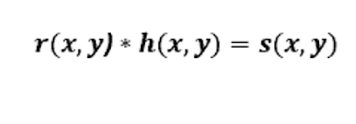 r(x, y) * h(x, y) = s(x, y)